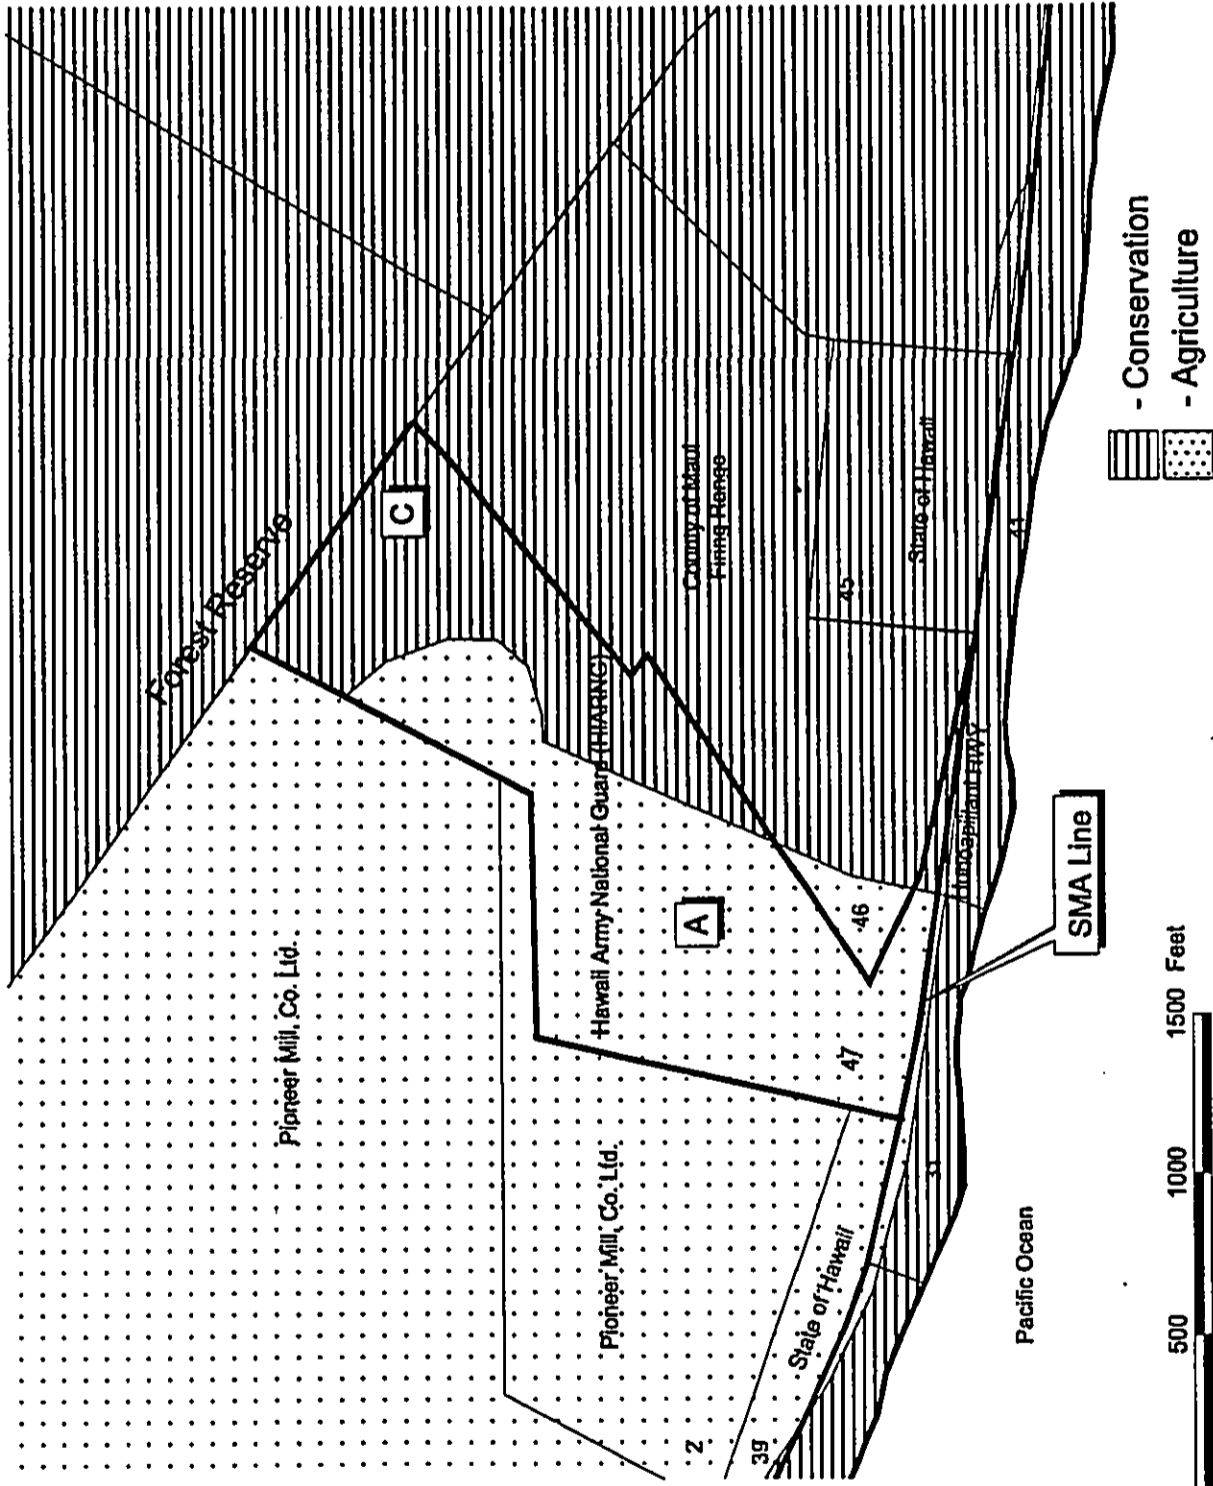 Forest Reserve
C
Pioneer Mill, Co. Ltd.
Hawaii Army National Guard (HIARNG)
County of Maui
Firing Range
A
Pioneer Mill, Co. Ltd.
45
State of Hawaii
46
47
2
39
State of Hawaii
31
41
Honoapiilani HWY
SMA Line
Pacific Ocean
- Conservation
- Agriculture
500
1000
1500 Feet